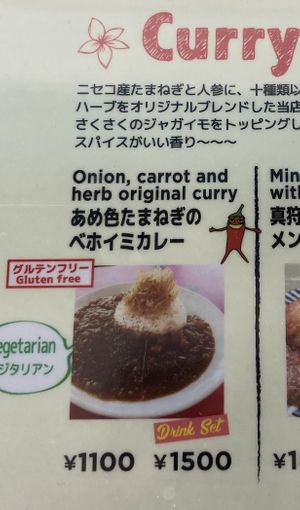 Curry
ニセコ産たまねぎと人参に、十種類以
ハーブをオリジナルブレンドした当店
さくさくのジャガイモをトッピングし
スパイスがいい香り〜〜〜
Onion, carrot and
herb original curry
あめ色たまねぎの
ベホイミカレー
Min
with
真狩
メン
グルテンフリー
Gluten free
egetarian
ジタリアン
Drink Set
¥1100 ¥1500
¥1